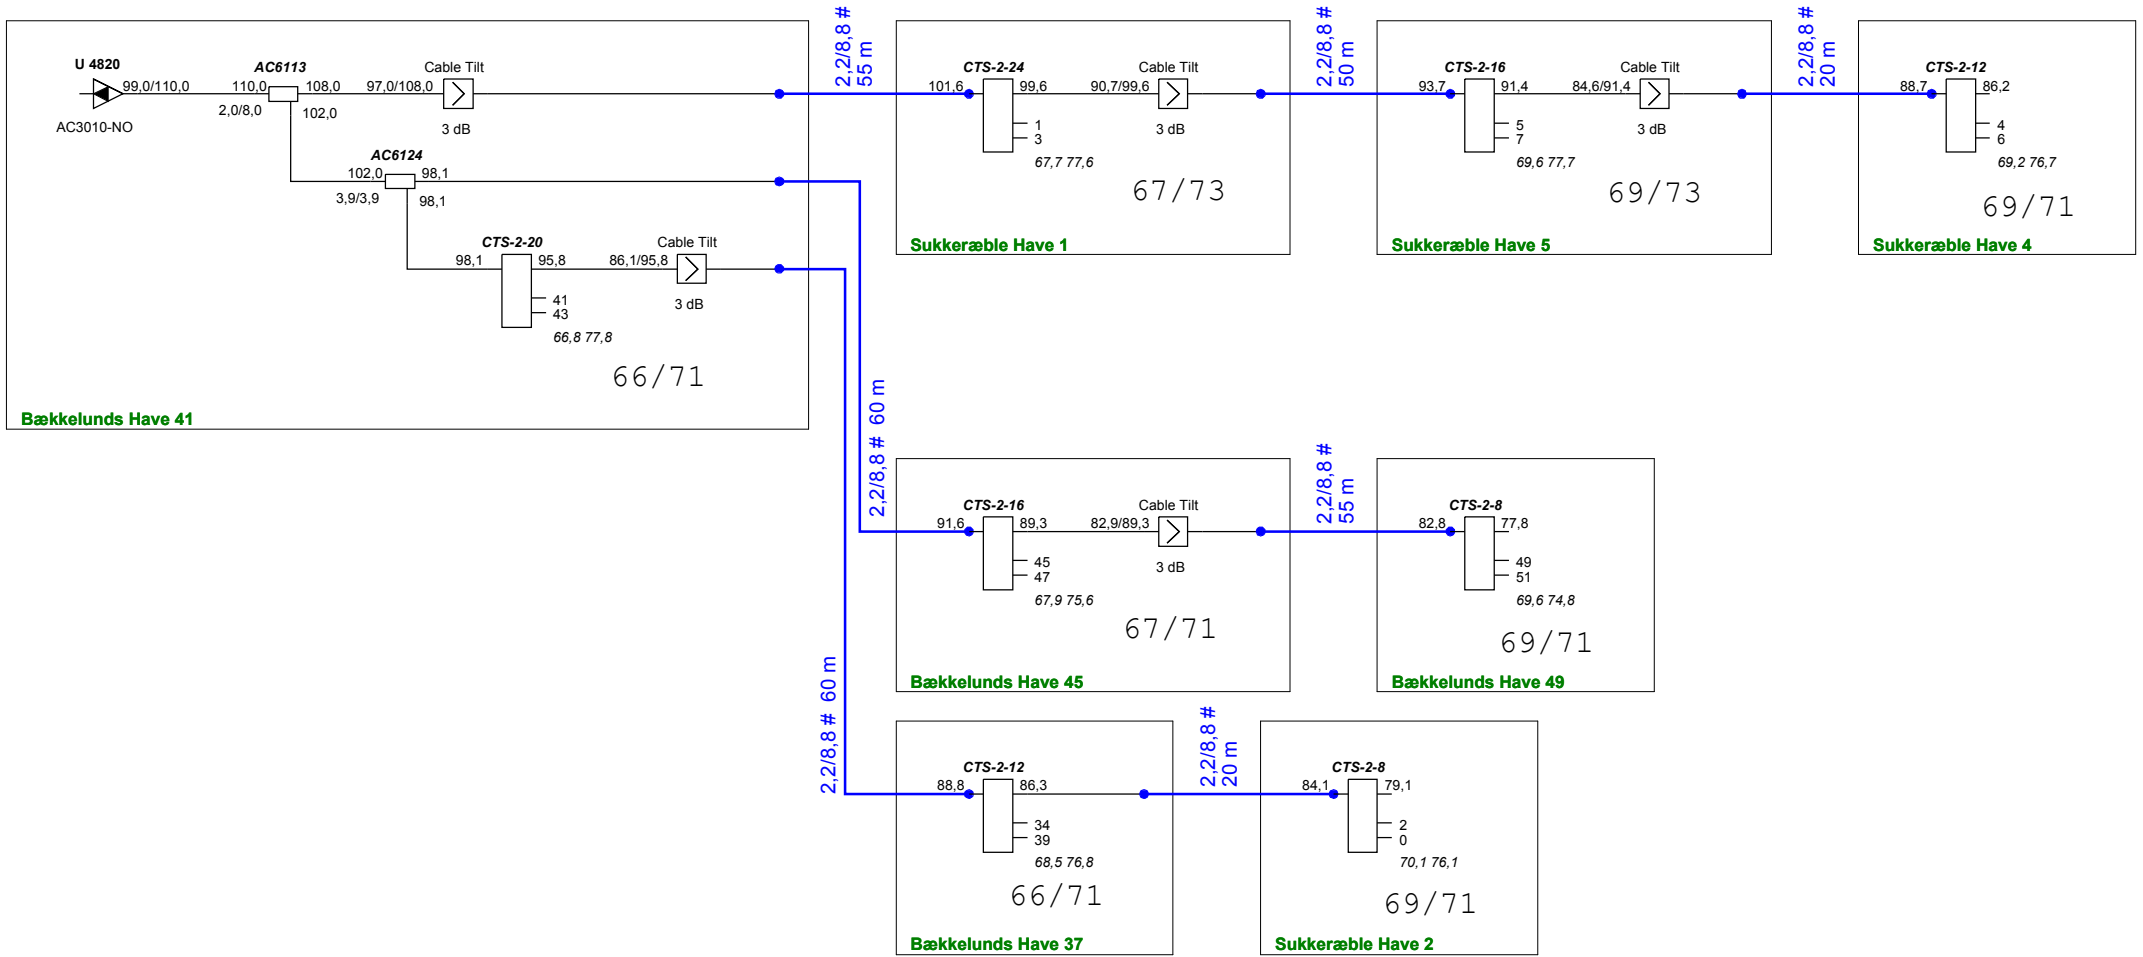 U 4820
99,0/110,0
AC3010-NO
AC6113
110,0
108,0
2,0/8,0
102,0
97,0/108,0
Cable Tilt
3 dB
AC6124
102,0
98,1
3,9/3,9
98,1
CTS-2-20
98,1
95,8
41
43
66,8 77,8
86,1/95,8
Cable Tilt
3 dB
66/71
Bækkelunds Have 41
2,2/8,8 #
55 m
CTS-2-24
101,6
99,6
1
3
67,7 77,6
90,7/99,6
Cable Tilt
3 dB
67/73
Sukkeræble Have 1
2,2/8,8 #
50 m
CTS-2-16
93,7
91,4
5
7
69,6 77,7
84,6/91,4
Cable Tilt
3 dB
69/73
Sukkeræble Have 5
2,2/8,8 #
20 m
CTS-2-12
88,7
86,2
4
6
69,2 76,7
69/71
Sukkeræble Have 4
2,2/8,8 # 60 m
CTS-2-16
91,6
89,3
45
47
67,9 75,6
82,9/89,3
Cable Tilt
3 dB
67/71
Bækkelunds Have 45
2,2/8,8 #
55 m
CTS-2-8
82,8
77,8
49
51
69,6 74,8
69/71
Bækkelunds Have 49
2,2/8,8 # 60 m
CTS-2-12
88,8
86,3
34
39
68,5 76,8
66/71
Bækkelunds Have 37
2,2/8,8 #
20 m
CTS-2-8
84,1
79,1
2
0
70,1 76,1
69/71
Sukkeræble Have 2